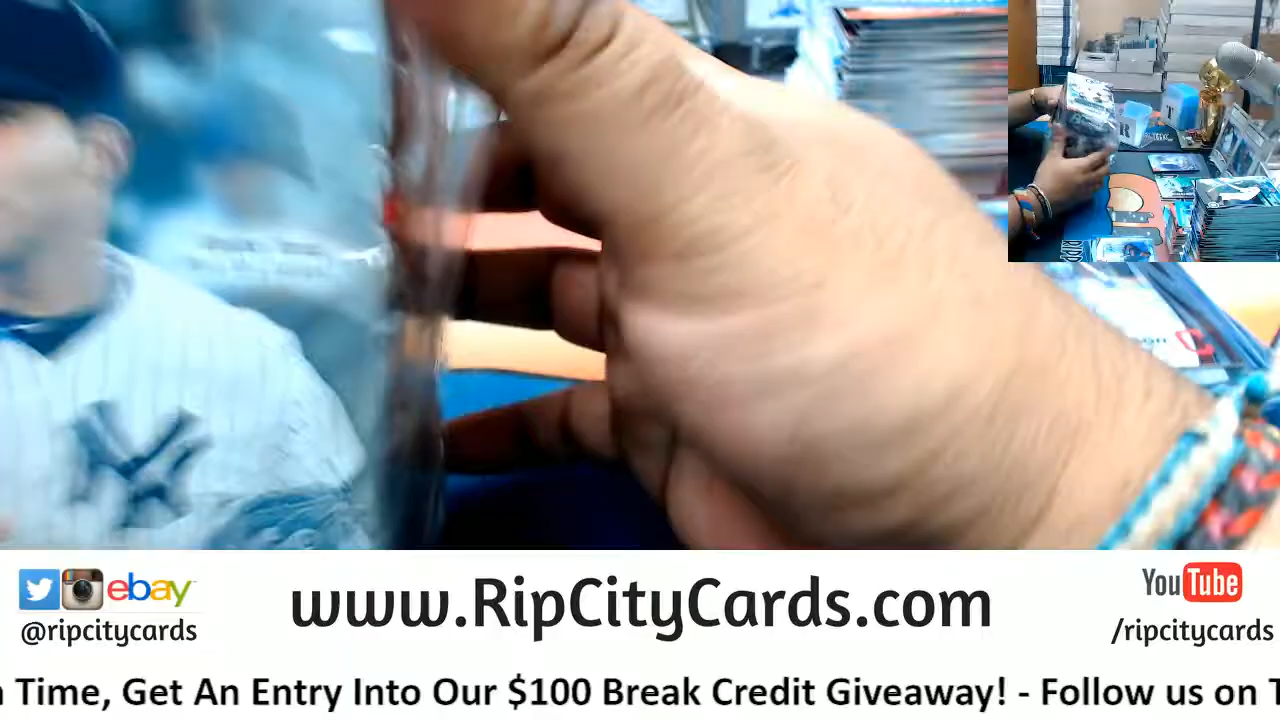 www.RipCityCards.com
ebay
@ripcitycards
YouTube
/ripcitycards
Time, Get An Entry Into Our $100 Break Credit Giveaway! - Follow us on